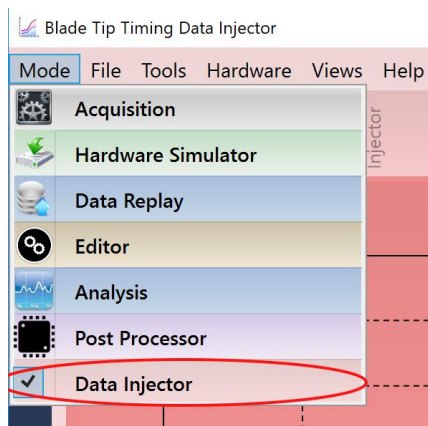 Blade Tip Timing Data Injector
Mode File Tools Hardware Views Help
Acquisition
Injector
Hardware Simulator
Data Replay
Editor
Analysis
Post Processor
Data Injector